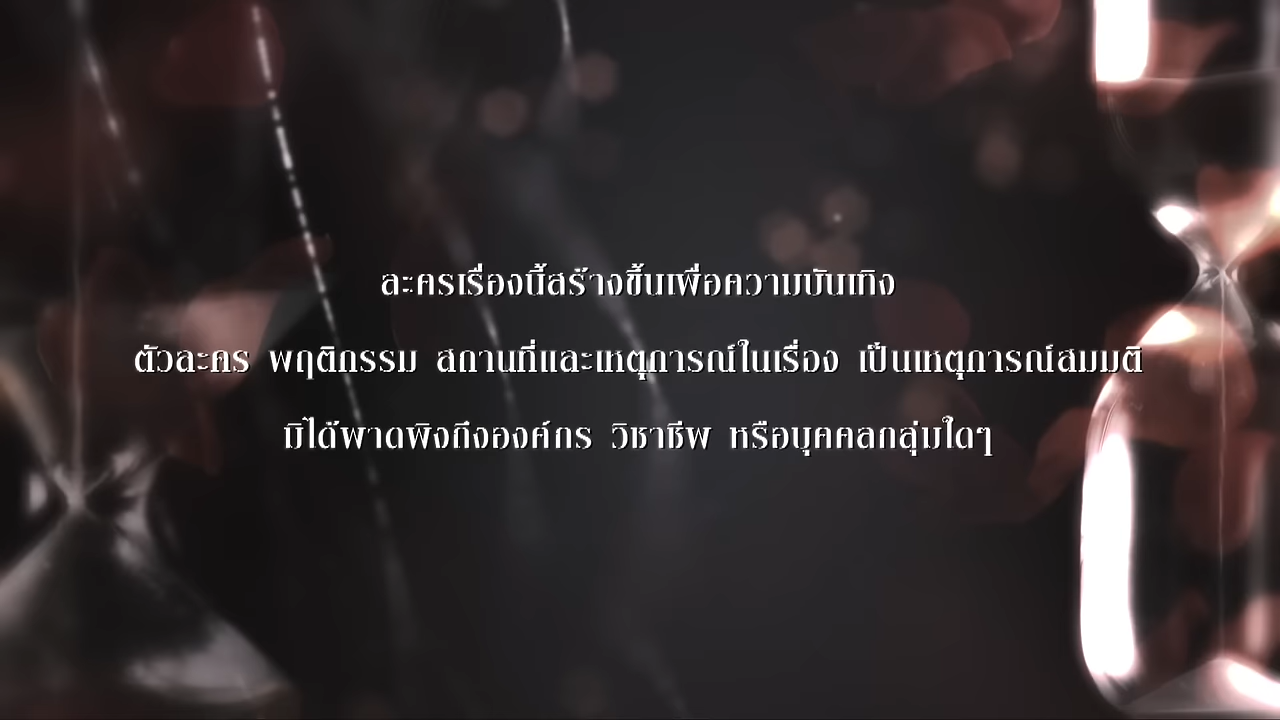 ละครเรื่องนี้สร้างขึ้นเพื่อความบันเทิง
ตัวละคร พฤติกรรม สถานที่และเหตุการณ์ในเรื่อง เป็นเหตุการณ์สมมติ
มิได้พาดพิงถึงองค์กร วิชาชีพ หรือบุคคลกลุ่มใดๆ